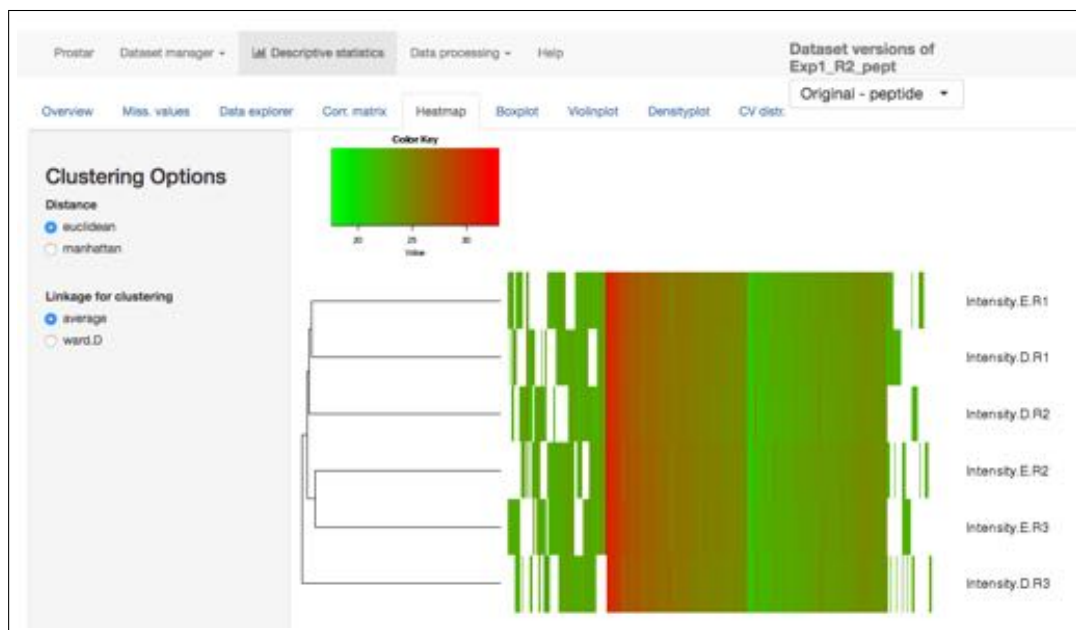 Prostar Dataset manager Descriptive statistics Data processing Help
Dataset versions of
Exp1_R2_pept
Original - peptide
Overview Miss. values Data explorer Corr. matrix Heatmap Boxplot Violinplot Densityplot CV distr.
Color Key
20 25 30
Value
Clustering Options
Distance
euclidean
manhattan
Linkage for clustering
average
ward.D
Intensity.E.R1
Intensity.D.R1
Intensity.D.R2
Intensity.E.R2
Intensity.E.R3
Intensity.D.R3